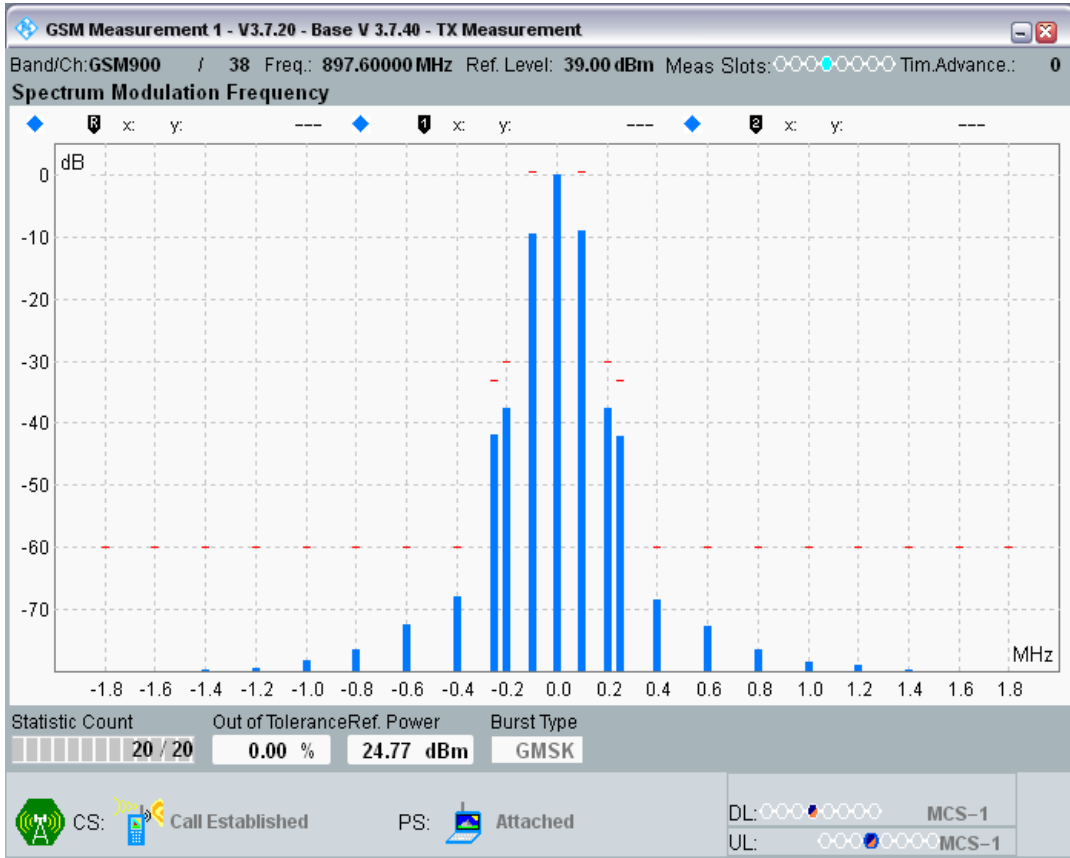 GSM Measurement 1 - V3.7.20 - Base V 3.7.40 - TX Measurement
Band/Ch:GSM900 / 38 Freq.: 897.60000 MHz Ref. Level: 39.00 dBm Meas Slots: Tim.Advance.: 0
Spectrum Modulation Frequency
R x: y: --- 1 x: y: --- 2 x: y: ---
dB
0
-10
-20
-30
-40
-50
-60
-70
MHz
-1.8 -1.6 -1.4 -1.2 -1.0 -0.8 -0.6 -0.4 -0.2 0.0 0.2 0.4 0.6 0.8 1.0 1.2 1.4 1.6 1.8
Statistic Count Out of Tolerance Ref. Power Burst Type
20 / 20 0.00 % 24.77 dBm GMSK
CS: Call Established PS: Attached
DL: MCS-1
UL: MCS-1